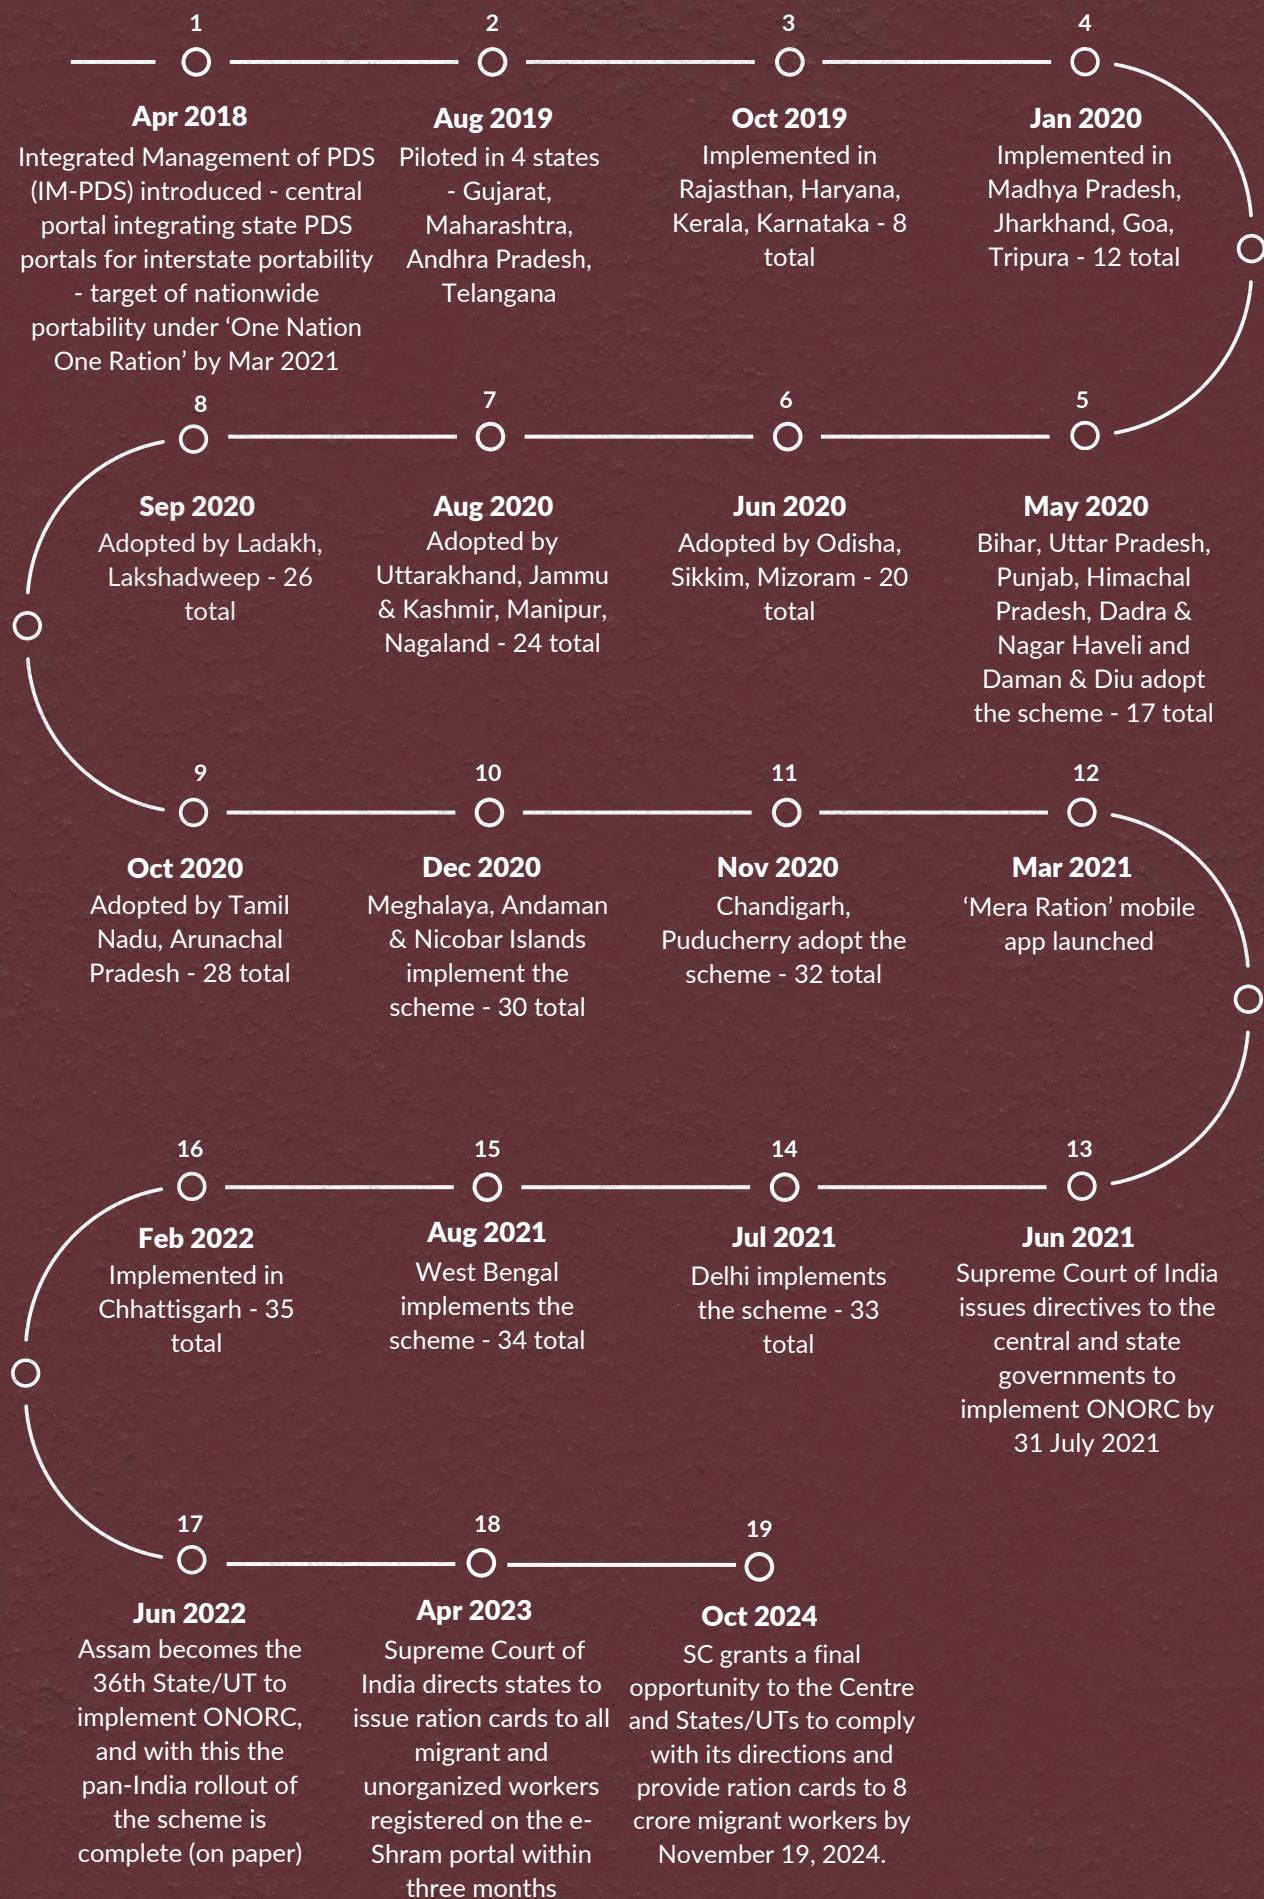 1
Apr 2018
Integrated Management of PDS
(IM-PDS) introduced - central
portal integrating state PDS
portals for interstate portability
- target of nationwide
portability under ‘One Nation
One Ration’ by Mar 2021
2
Aug 2019
Piloted in 4 states
- Gujarat,
Maharashtra,
Andhra Pradesh,
Telangana
3
Oct 2019
Implemented in
Rajasthan, Haryana,
Kerala, Karnataka - 8
total
4
Jan 2020
Implemented in
Madhya Pradesh,
Jharkhand, Goa,
Tripura - 12 total
5
May 2020
Bihar, Uttar Pradesh,
Punjab, Himachal
Pradesh, Dadra &
Nagar Haveli and
Daman & Diu adopt
the scheme - 17 total
6
Jun 2020
Adopted by Odisha,
Sikkim, Mizoram - 20
total
7
Aug 2020
Adopted by
Uttarakhand, Jammu
& Kashmir, Manipur,
Nagaland - 24 total
8
Sep 2020
Adopted by Ladakh,
Lakshadweep - 26
total
9
Oct 2020
Adopted by Tamil
Nadu, Arunachal
Pradesh - 28 total
10
Dec 2020
Meghalaya, Andaman
& Nicobar Islands
implement the
scheme - 30 total
11
Nov 2020
Chandigarh,
Puducherry adopt the
scheme - 32 total
12
Mar 2021
‘Mera Ration’ mobile
app launched
13
Jun 2021
Supreme Court of India
issues directives to the
central and state
governments to
implement ONORC by
31 July 2021
14
Jul 2021
Delhi implements
the scheme - 33
total
15
Aug 2021
West Bengal
implements the
scheme - 34 total
16
Feb 2022
Implemented in
Chhattisgarh - 35
total
17
Jun 2022
Assam becomes the
36th State/UT to
implement ONORC,
and with this the
pan-India rollout of
the scheme is
complete (on paper)
18
Apr 2023
Supreme Court of
India directs states to
issue ration cards to all
migrant and
unorganized workers
registered on the e-
Shram portal within
three months
19
Oct 2024
SC grants a final
opportunity to the Centre
and States/UTs to comply
with its directions and
provide ration cards to 8
crore migrant workers by
November 19, 2024.